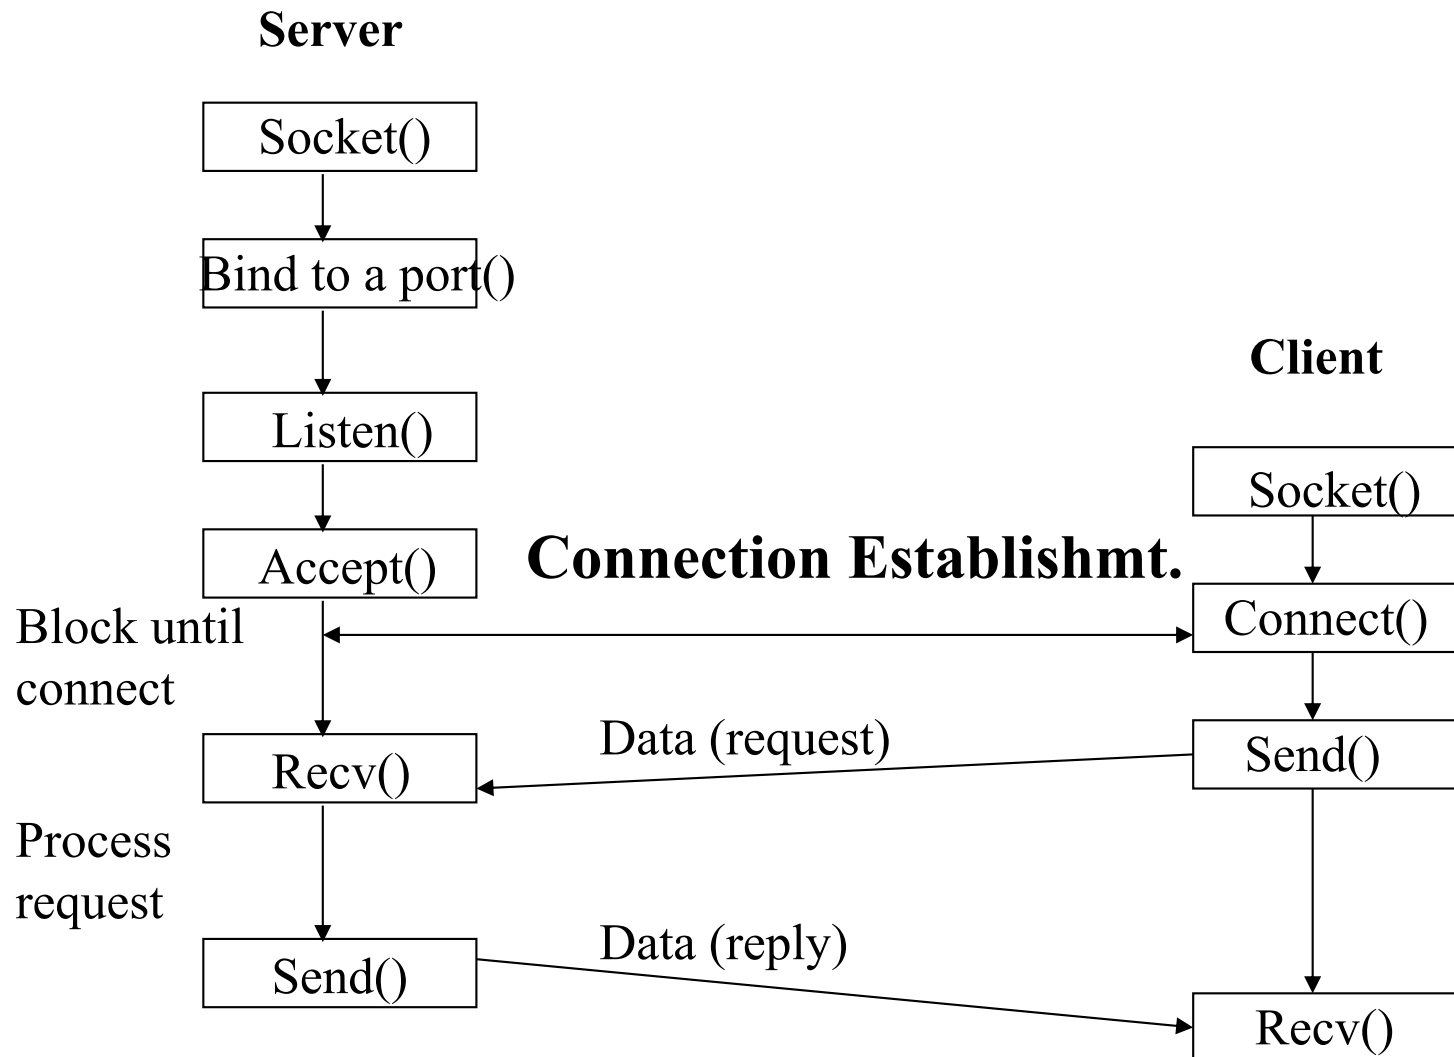 Server
Socket()
Bind to a port()
Listen()
Accept()
Block until
connect
Recv()
Process
request
Send()
Connection Establishmt.
Data (request)
Data (reply)
Client
Socket()
Connect()
Send()
Recv()